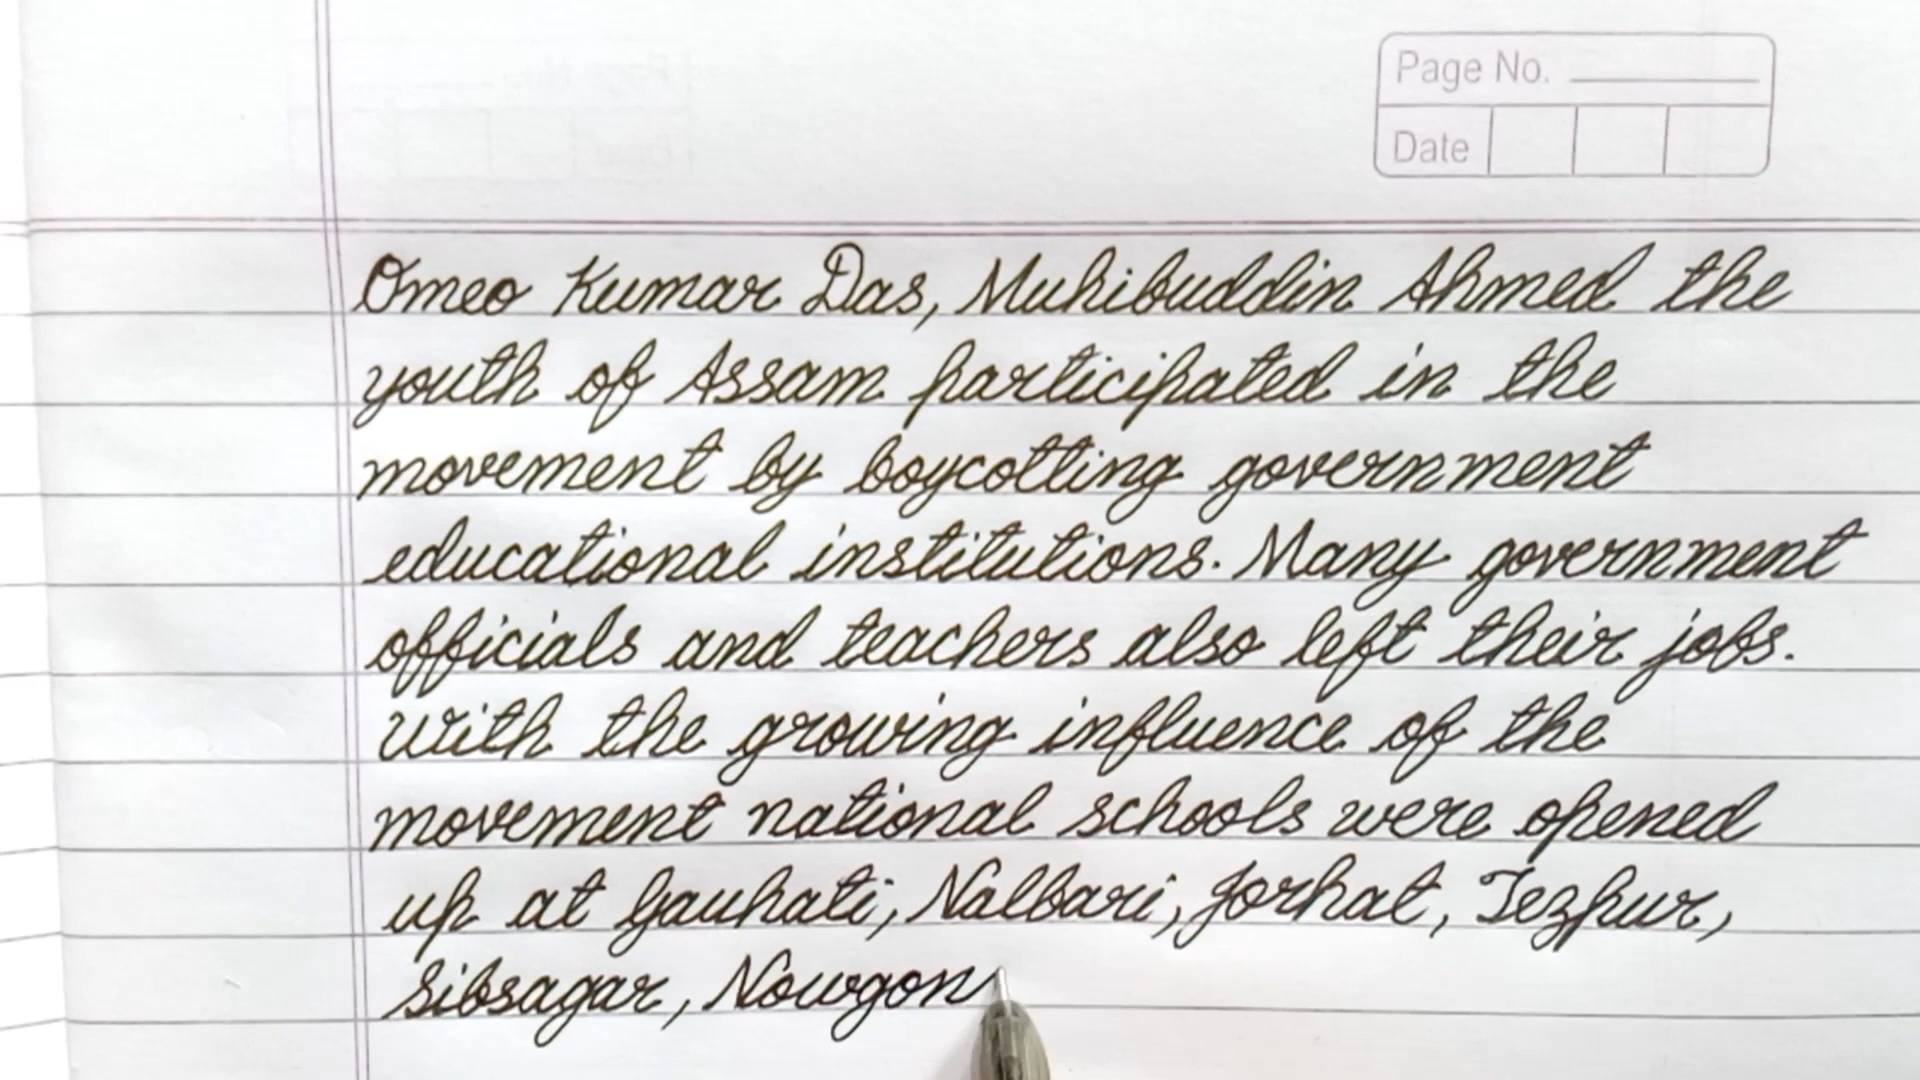 Page No.
Date
Omeo Kumar Das, Muhibuddin Ahmed the
youth of Assam participated in the
movement by boycotting government
educational institutions. Many government
officials and teachers also left their jobs.
With the growing influence of the
movement national schools were opened
up at Gauhati, Nalbari, Jorhat, Tezpur,
Sibsagar, Nowgon